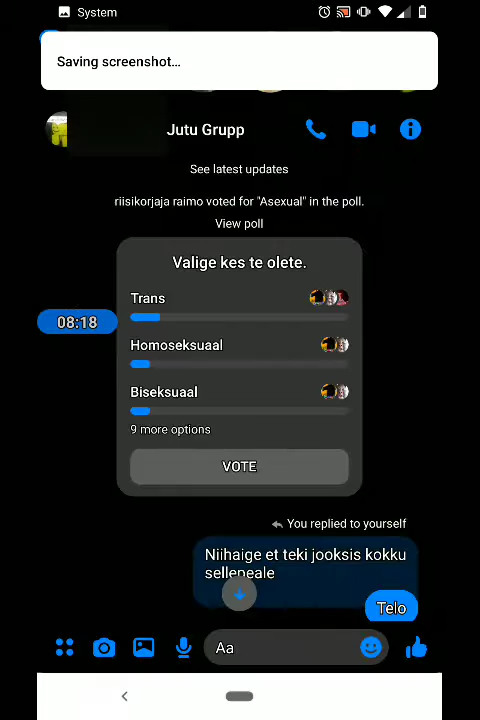 System
Saving screenshot...
Jutu Grupp
See latest updates
riisikorjaja raimo voted for "Asexual" in the poll.
View poll
Valige kes te olete.
Trans
08:18
Homoseksuaal
Biseksuaal
9 more options
VOTE
You replied to yourself
Niihaige et teki jooksis kokku
sellepeale
Telo
Aa